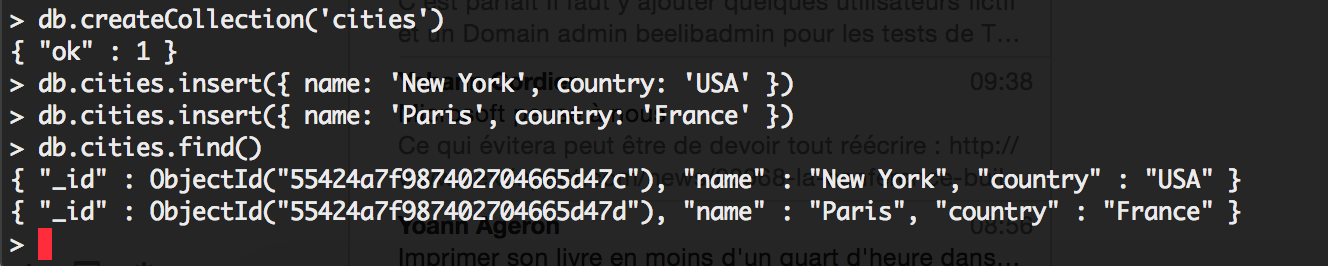 > db.createCollection('cities')
{ "ok" : 1 }
> db.cities.insert({ name: 'New York', country: 'USA' })
> db.cities.insert({ name: 'Paris', country: 'France' })
> db.cities.find()
{ "_id" : ObjectId("55424a7f987402704665d47c"), "name" : "New York", "country" : "USA" }
{ "_id" : ObjectId("55424a7f987402704665d47d"), "name" : "Paris", "country" : "France" }
>
C'est parfait il faut y ajouter quelques utilisateurs fictif
et un Domain admin beelibadmin pour les tests de T…
09:38
Ce qui évitera peut être de devoir tout réécrire : http://
Yoann Ageron
08:56
Imprimer son livre en moins d'un quart d'heure dans…